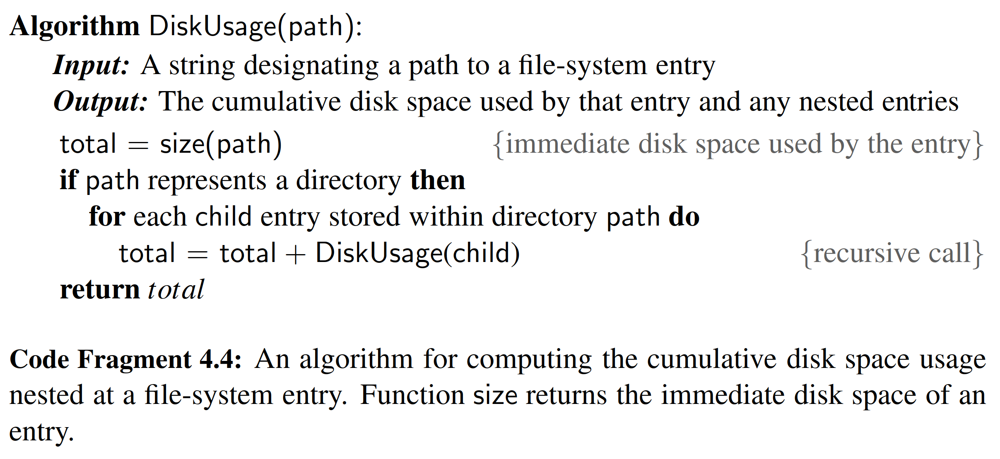 Algorithm DiskUsage(path):
Input: A string designating a path to a file-system entry
Output: The cumulative disk space used by that entry and any nested entries
total = size(path) {immediate disk space used by the entry}
if path represents a directory then
for each child entry stored within directory path do
total = total + DiskUsage(child) {recursive call}
return total
Code Fragment 4.4: An algorithm for computing the cumulative disk space usage
nested at a file-system entry. Function size returns the immediate disk space of an
entry.